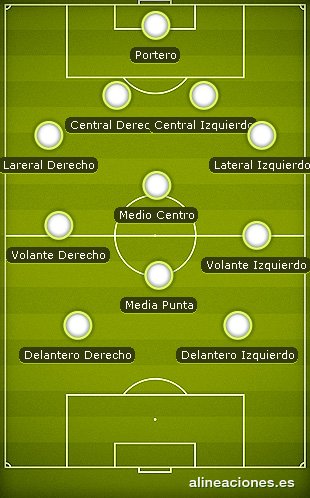 Portero
Central Derec Central Izquierdo
Lareral Derecho
Lateral Izquierdo
Medio Centro
Volante Derecho
Volante Izquierdo
Media Punta
Delantero Derecho
Delantero Izquierdo
alineaciones.es